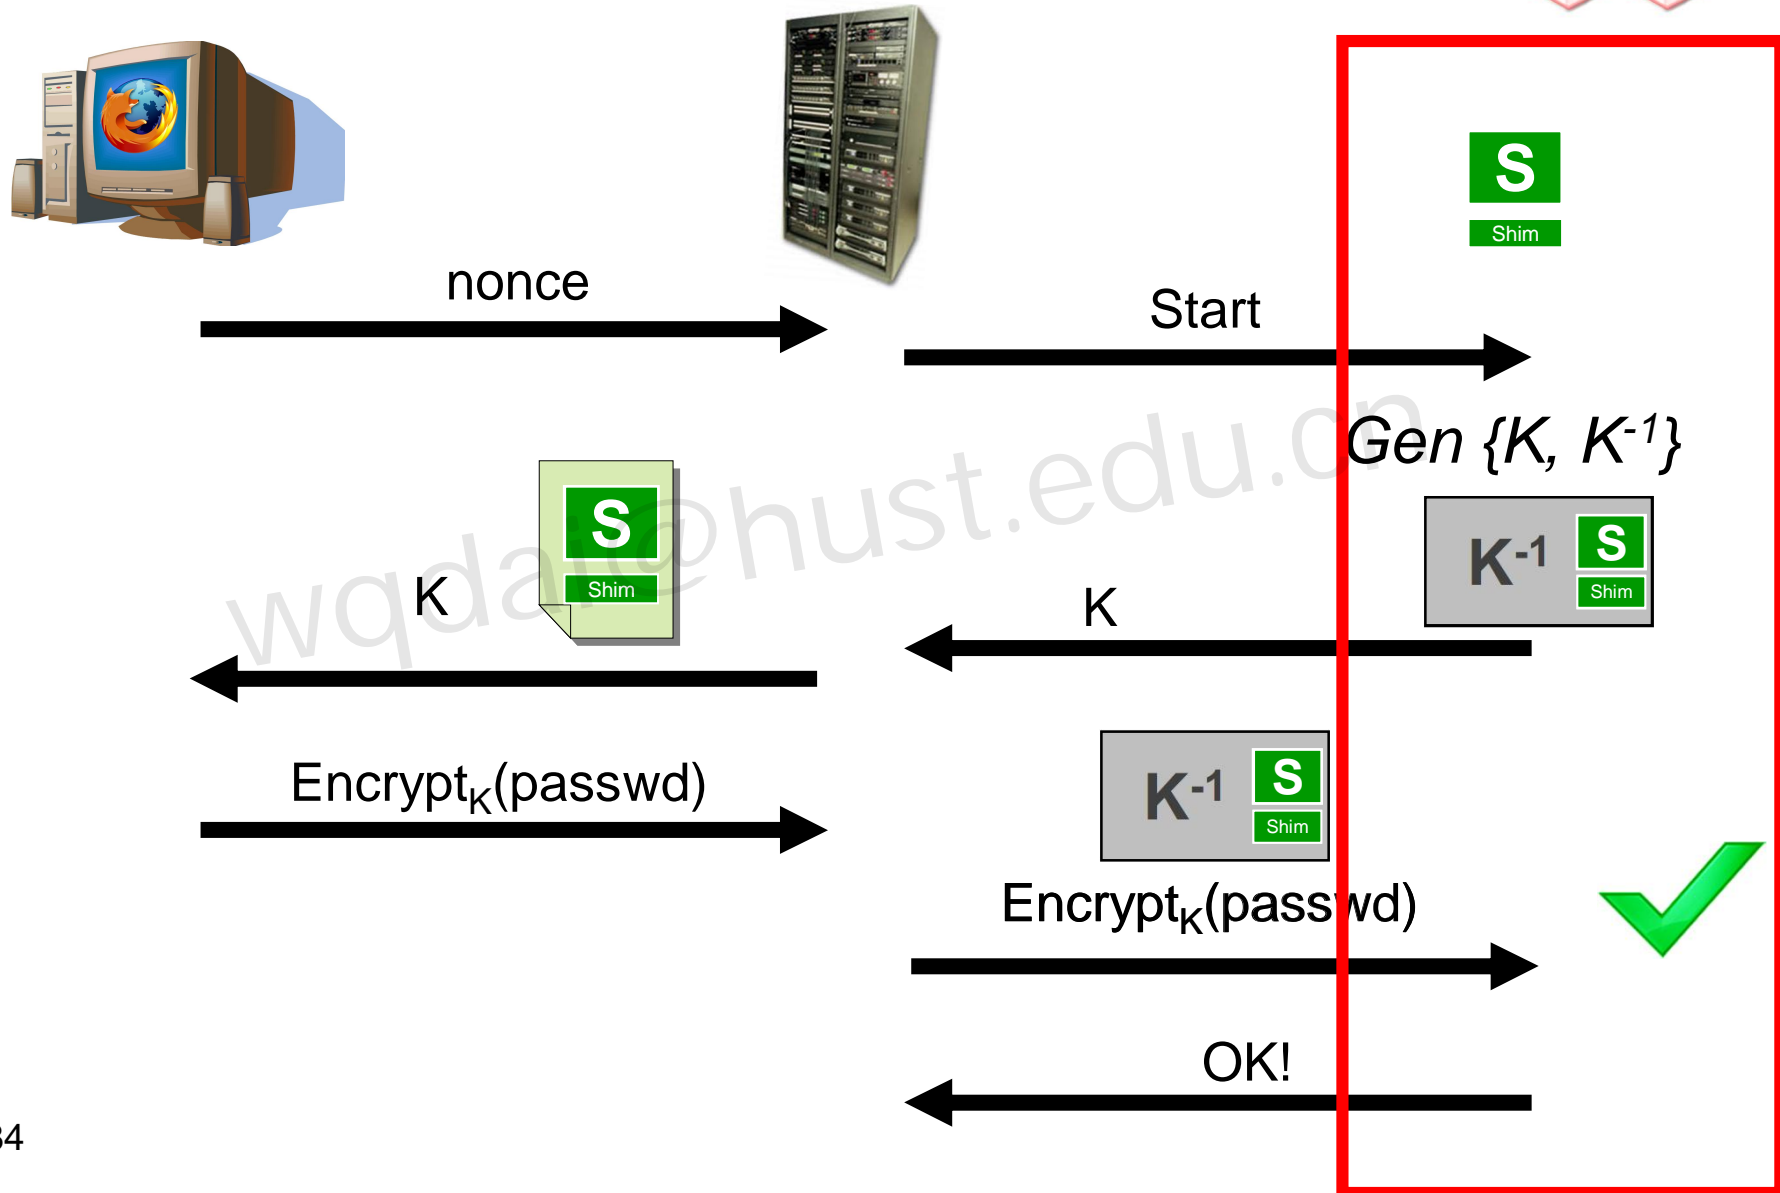 S
Shim
nonce
Start
Gen {K, K⁻¹}
S
Shim
K⁻¹
S
Shim
K
K
wqdai@hust.edu.cn
Encrypt_K(passwd)
K⁻¹
S
Shim
Encrypt_K(passwd)
OK!
34